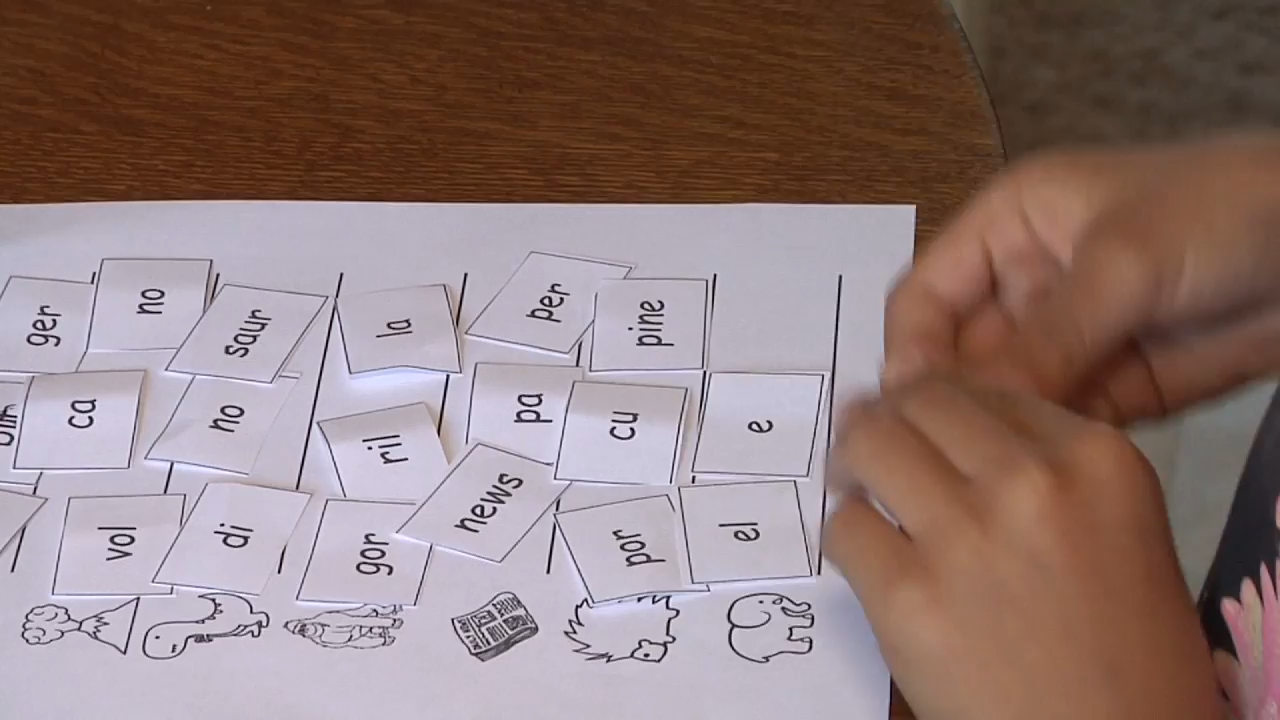 ger
vol ca no
di no saur
gor ril la
news pa per
por cu pine
el e